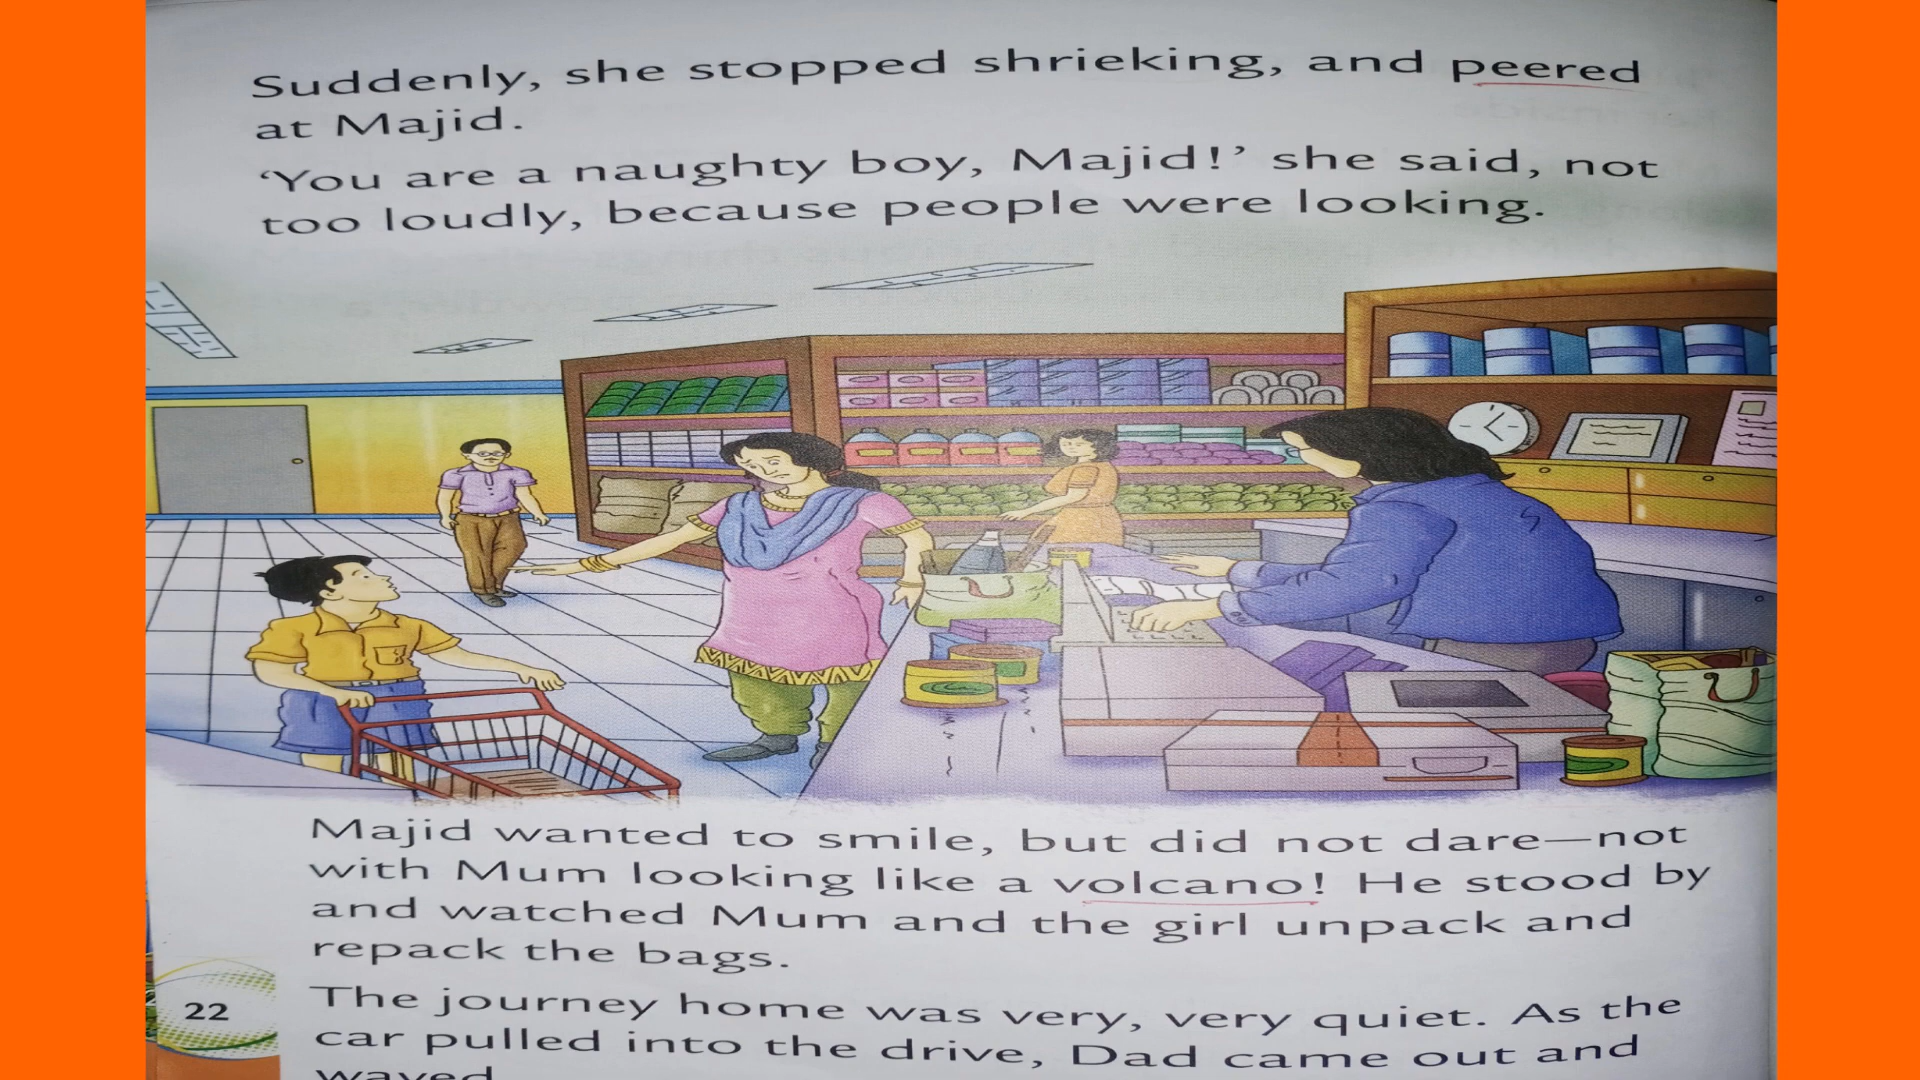 Suddenly, she stopped shrieking, and peered
at Majid.
‘You are a naughty boy, Majid!’ she said, not
too loudly, because people were looking.
Majid wanted to smile, but did not dare—not
with Mum looking like a volcano! He stood by
and watched Mum and the girl unpack and
repack the bags.
The journey home was very, very quiet. As the
car pulled into the drive, Dad came out and
waved
22